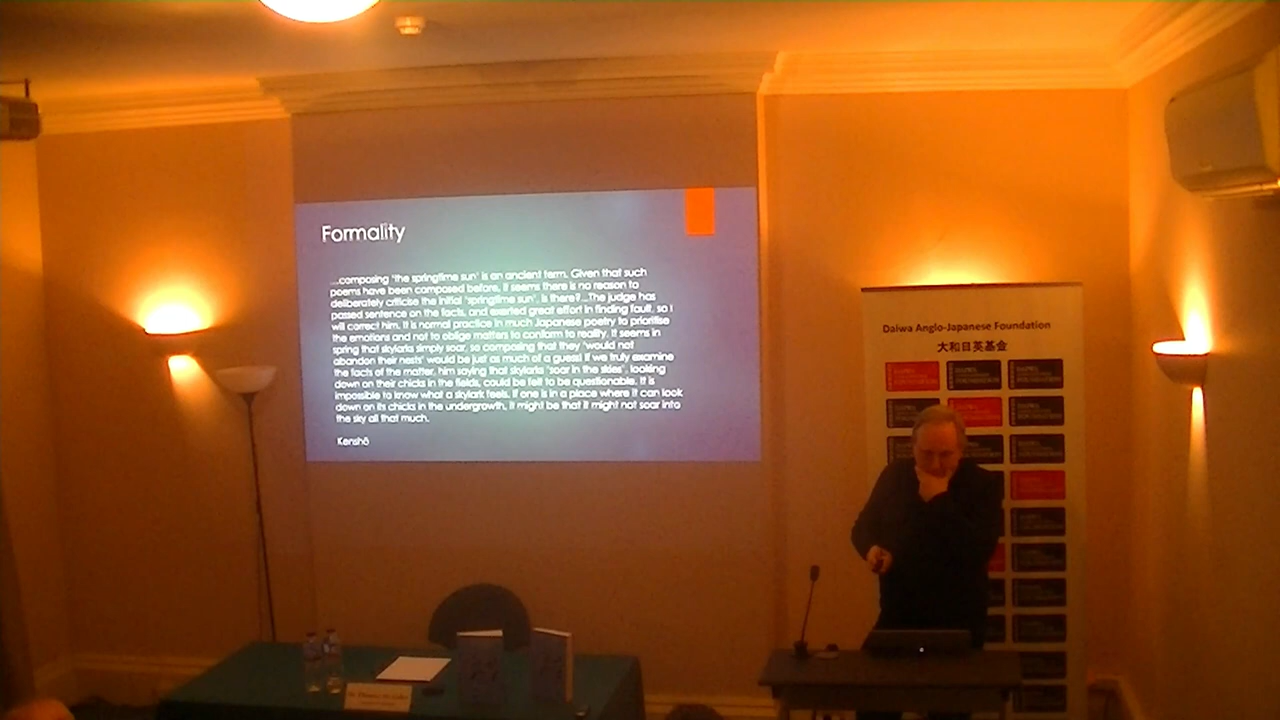 Formality
...composing 'the springtime sun' is an ancient term. Given that such
poems have been composed before, it seems there is no reason to
deliberately criticise the initial 'springtime sun', is there?...The judge has
passed sentence on the facts, and exerted great effort in finding fault, so I
will correct him. It is normal practice in much Japanese poetry to prioritise
the emotions and not to oblige matters to conform to reality. It seems in
spring that skylarks simply soar, so composing that they 'would not
abandon their nests' would be just as much of a guess! If we truly examine
the facts of the matter, him saying that skylarks 'soar in the skies', looking
down on their chicks in the fields, could be felt to be questionable. It is
impossible to know what a skylark feels. If one is in a place where it can look
down on its chicks in the undergrowth, it might be that it might not soar into
the sky all that much.
Kenshō
Daiwa Anglo-Japanese Foundation
大和日英基金